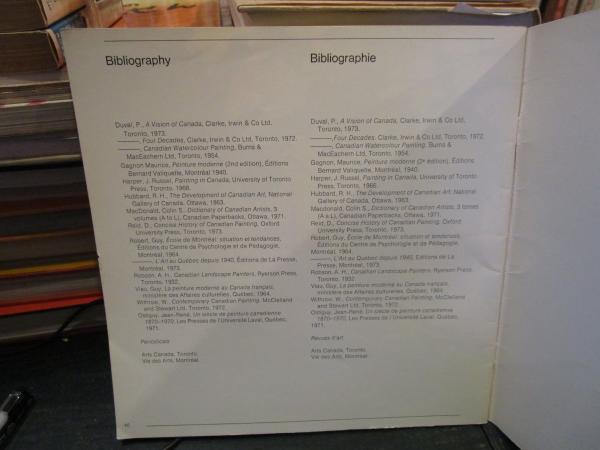 Bibliography
Duval, P., A Vision of Canada, Clarke, Irwin & Co Ltd,
Toronto, 1973.
———, Four Decades, Clarke, Irwin & Co Ltd, Toronto, 1972.
———, Canadian Watercolour Painting, Burns &
MacEachern Ltd, Toronto, 1954.
Gagnon Maurice, Peinture moderne (2nd edition), Éditions
Bernard Valiquette, Montréal 1940.
Harper, J. Russel, Painting in Canada, University of Toronto
Press, Toronto, 1966.
Hubbard, R. H., The Development of Canadian Art, National
Gallery of Canada, Ottawa, 1963.
MacDonald, Colin S., Dictionary of Canadian Artists, 3
volumes (A to L), Canadian Paperbacks, Ottawa, 1971.
Reid, D., Concise History of Canadian Painting, Oxford
University Press, Toronto, 1973.
Robert, Guy, École de Montréal: situation et tendances,
Éditions du Centre de Psychologie et de Pédagogie,
Montréal, 1964.
———, L'Art au Québec depuis 1940, Éditions de La Presse,
Montréal, 1973.
Robson, A. H., Canadian Landscape Painters, Ryerson Press,
Toronto, 1932.
Viau, Guy, La peinture moderne au Canada français,
ministère des Affaires culturelles, Québec, 1964.
Withrow, W., Contemporary Canadian Painting, McClelland
and Stewart Ltd, Toronto, 1972.
Ostiguy, Jean-René, Un siècle de peinture canadienne
1870-1970, Les Presses de l'Université Laval, Québec,
1971.
Periodicals
Arts Canada, Toronto.
Vie des Arts, Montréal.
Bibliographie
Duval, P., A Vision of Canada, Clarke, Irwin & Co Ltd,
Toronto, 1973.
———, Four Decades, Clarke, Irwin & Co Ltd, Toronto, 1972.
———, Canadian Watercolour Painting, Burns &
MacEachern Ltd, Toronto, 1954.
Gagnon, Maurice, Peinture moderne (2e édition), Éditions
Bernard Valiquette, Montréal, 1940.
Harper, J. Russel, Painting in Canada, University of Toronto
Press, Toronto, 1966.
Hubbard, R. H., The Development of Canadian Art, National
Gallery of Canada, Ottawa, 1963.
MacDonald, Colin S., Dictionary of Canadian Artists, 3 tomes
(A à L), Canadian Paperbacks, Ottawa, 1971.
Reid, D., Concise History of Canadian Painting, Oxford
University Press, Toronto, 1973.
Robert, Guy, École de Montréal: situation et tendances,
Éditions du Centre de Psychologie et de Pédagogie,
Montréal, 1964.
———, L'Art au Québec depuis 1940, Éditions de La
Presse, Montréal, 1973.
Robson, A. H., Canadian Landscape Painters, Ryerson Press,
Toronto, 1932.
Viau, Guy, La peinture moderne au Canada français,
ministère des Affaires culturelles, Québec, 1964.
Withrow, W., Contemporary Canadian Painting, McClelland
and Stewart Ltd, Toronto, 1972.
Ostiguy, Jean-René, Un siècle de peinture canadienne
1870-1970, Les Presses de l'Université Laval, Québec,
1971.
Revues d'art
Arts Canada, Toronto.
Vie des Arts, Montréal.